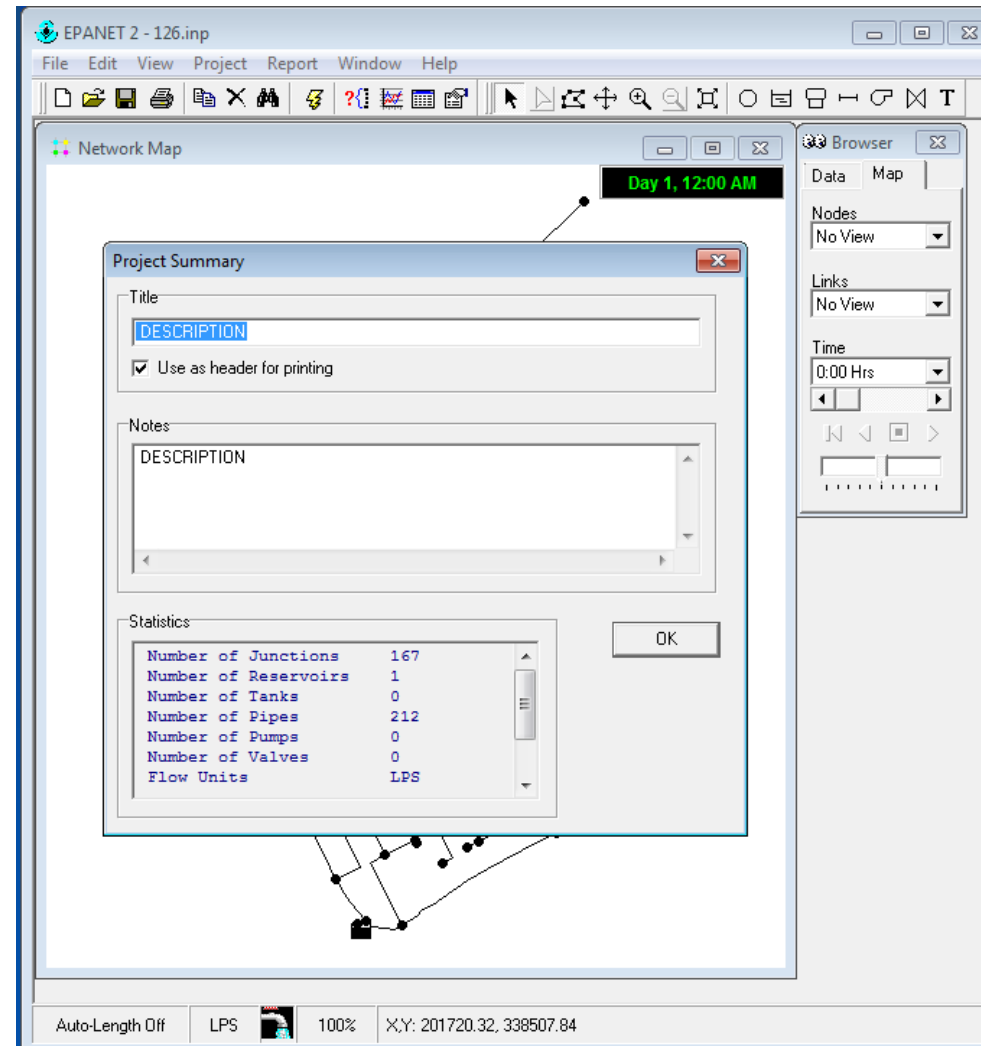 EPANET 2 - 126.inp
File Edit View Project Report Window Help
T
Network Map
Day 1, 12:00 AM
Browser
Data Map
Nodes
No View
Links
No View
Time
0:00 Hrs
Project Summary
Title
DESCRIPTION
Use as header for printing
Notes
DESCRIPTION
Statistics
Number of Junctions 167
Number of Reservoirs 1
Number of Tanks 0
Number of Pipes 212
Number of Pumps 0
Number of Valves 0
Flow Units LPS
OK
Auto-Length Off LPS 100% X,Y: 201720.32, 338507.84